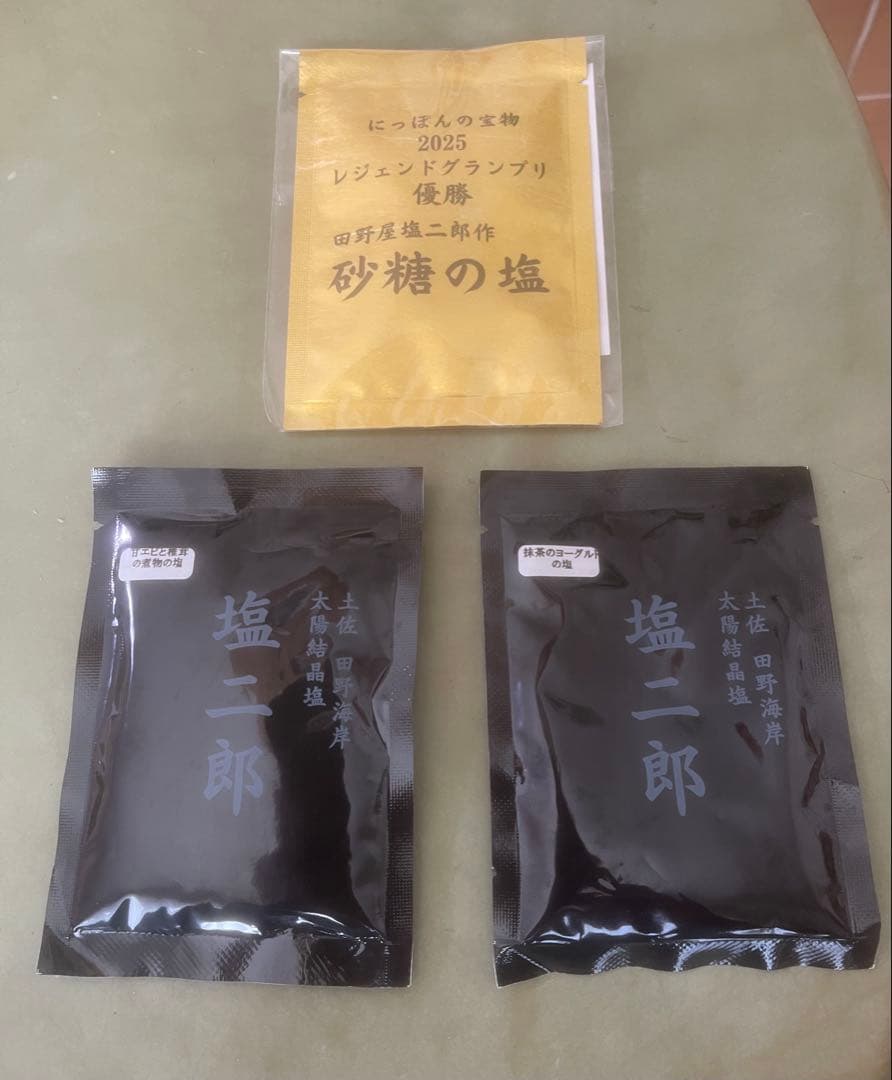 にっぽんの宝物
2025
レジェンドグランプリ
優勝
田野屋塩二郎作
砂糖の塩
甘エビと椎茸
の煮物の塩
土佐 田野海岸
太陽結晶塩
塩二郎
抹茶のヨーグルト
の塩
土佐 田野海岸
太陽結晶塩
塩二郎